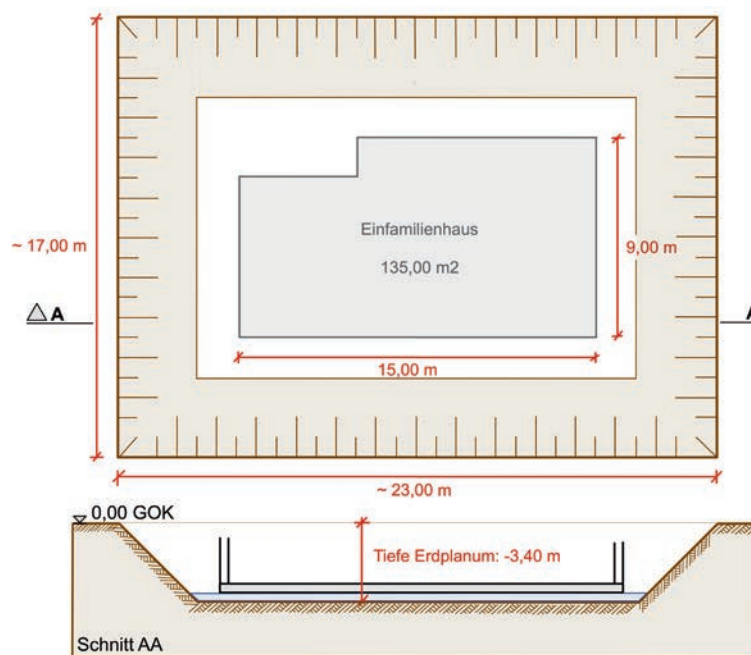 ~ 17,00 m
Einfamilienhaus
135,00 m2
9,00 m
A
A
15,00 m
~ 23,00 m
0,00 GOK
Tiefe Erdplanum: -3,40 m
Schnitt AA